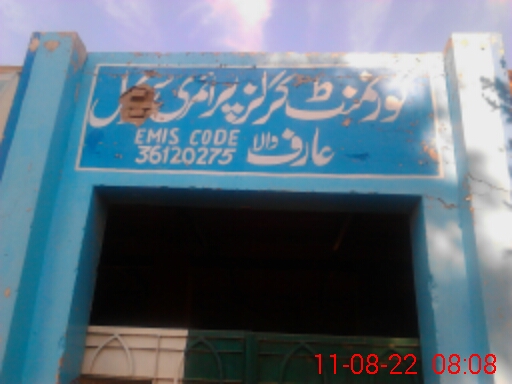 گورنمنٹ گرلز پرائمری سکول
عارف والا
EMIS CODE
36120275
11-08-22 08:08